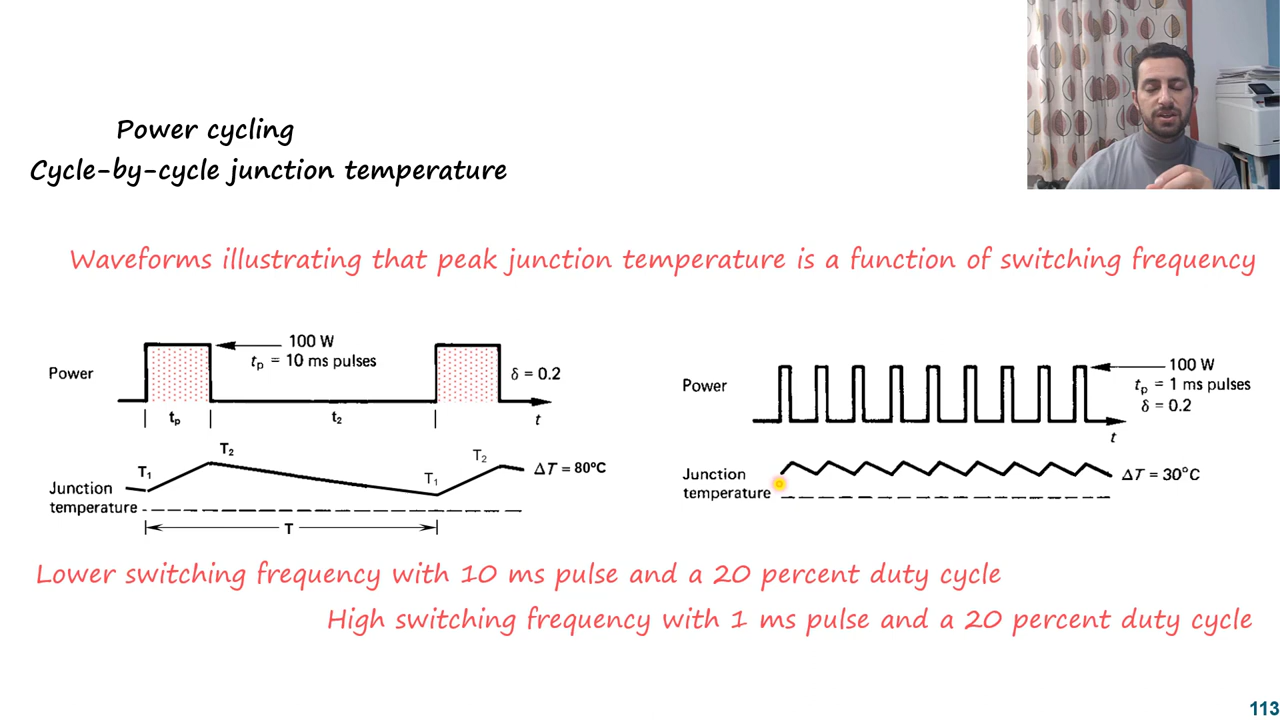 Power cycling
Cycle-by-cycle junction temperature
Waveforms illustrating that peak junction temperature is a function of switching frequency
100 W
tp = 10 ms pulses
Power
δ = 0.2
tp
t2
t
T1
T2
T1
T2
ΔT = 80ºC
Junction
temperature
T
100 W
tp = 1 ms pulses
δ = 0.2
Power
t
Junction
temperature
ΔT = 30°C
Lower switching frequency with 10 ms pulse and a 20 percent duty cycle
High switching frequency with 1 ms pulse and a 20 percent duty cycle
113